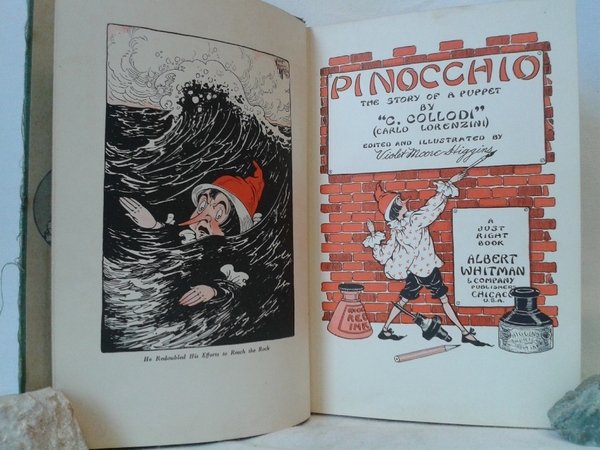 He Redoubled His Efforts to Reach the Rock
PINOCCHIO
THE STORY OF A PUPPET
BY
"C. COLLODI"
(CARLO LORENZINI)
EDITED AND ILLUSTRATED BY
Violet Moore Higgins
A
JUST
RIGHT
BOOK
ALBERT
WHITMAN
& COMPANY
PUBLISHERS
CHICAGO
U.S.A.
RED
INK